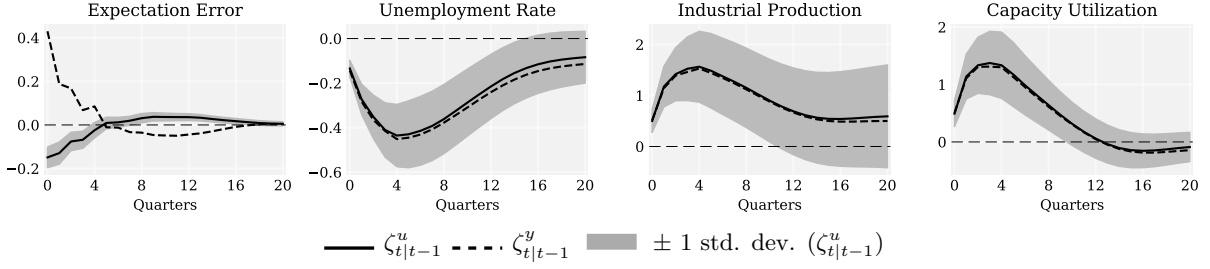 Expectation Error
0.4
0.2
0.0
−0.2
0 4 8 12 16 20
Quarters
Unemployment Rate
0.0
−0.2
−0.4
−0.6
0 4 8 12 16 20
Quarters
Industrial Production
2
1
0
0 4 8 12 16 20
Quarters
Capacity Utilization
2
1
0
0 4 8 12 16 20
Quarters
ζ^u_{t|t−1} ζ^y_{t|t−1} ± 1 std. dev. (ζ^u_{t|t−1})